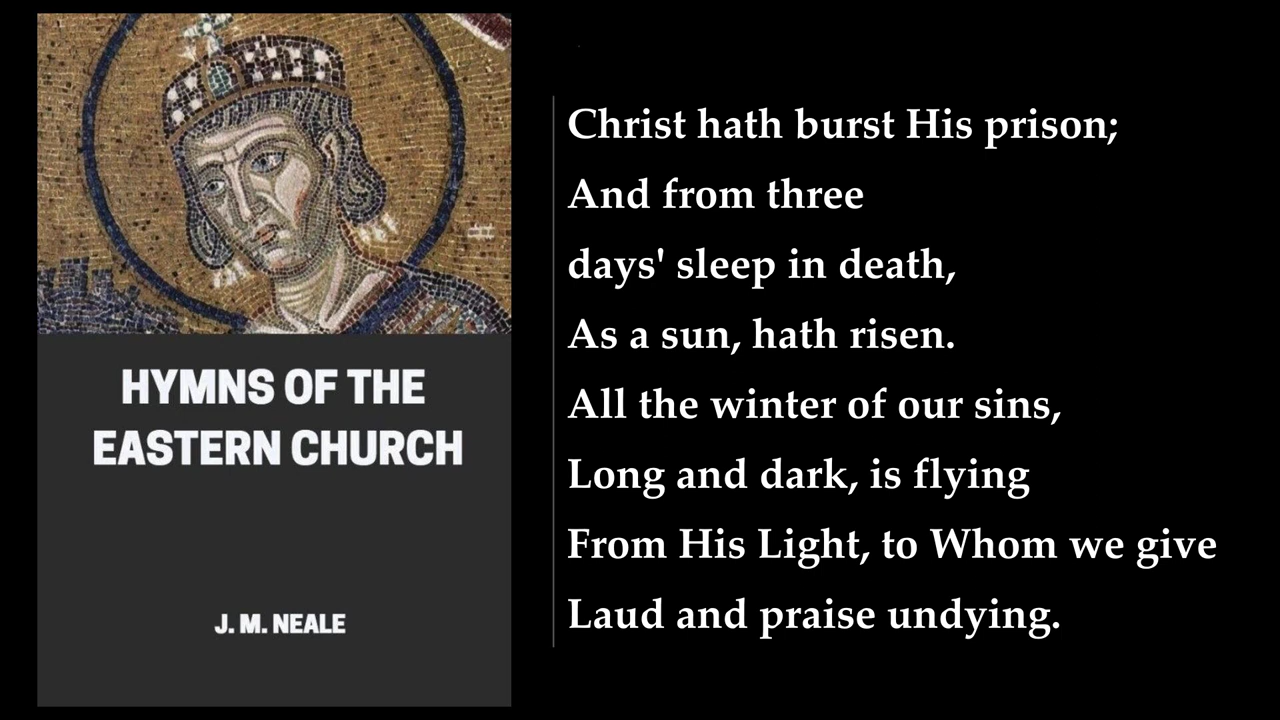 HYMNS OF THE
EASTERN CHURCH
J. M. NEALE
Christ hath burst His prison;
And from three
days' sleep in death,
As a sun, hath risen.
All the winter of our sins,
Long and dark, is flying
From His Light, to Whom we give
Laud and praise undying.